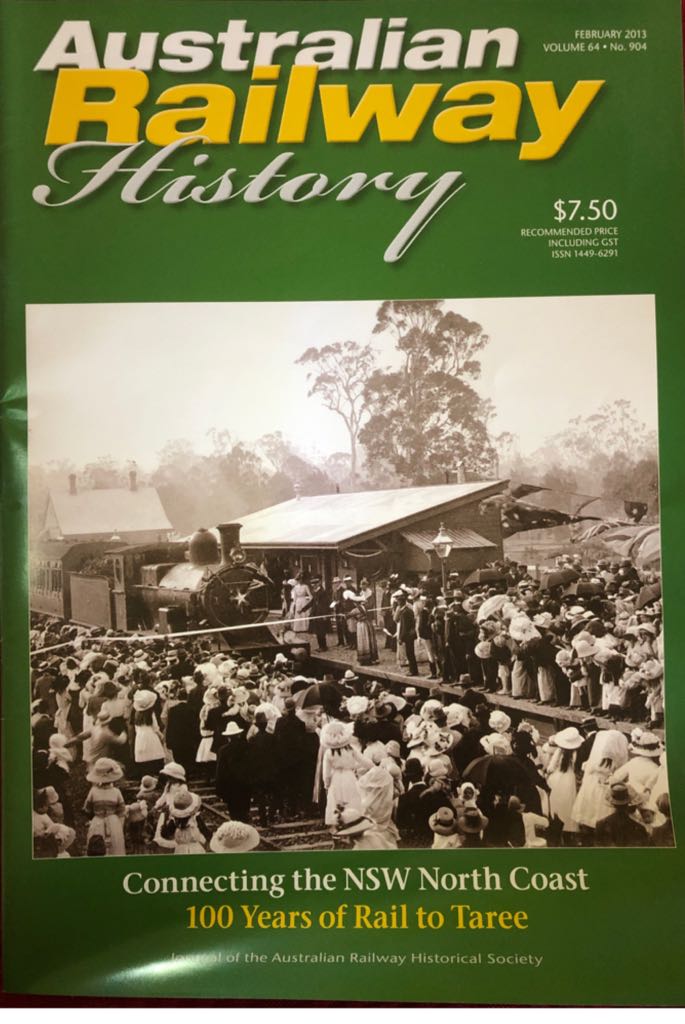 Australian
Railway
History
FEBRUARY 2013
VOLUME 64 • No. 904
$7.50
RECOMMENDED PRICE
INCLUDING GST
ISSN 1449-6291
Connecting the NSW North Coast
100 Years of Rail to Taree
Journal of the Australian Railway Historical Society